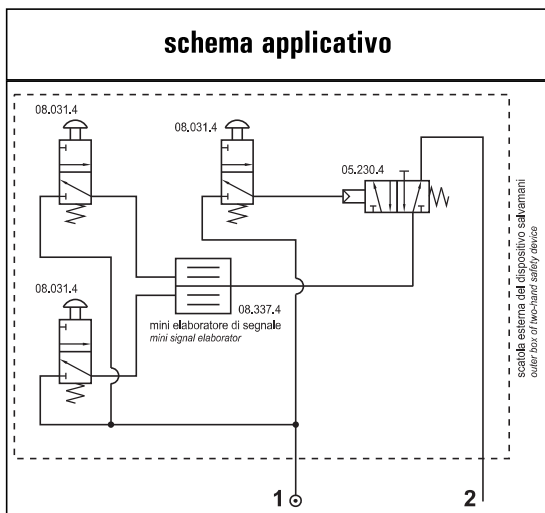 schema applicativo
08.031.4
08.031.4
05.230.4
08.031.4
08.337.4
mini elaboratore di segnale
mini signal elaborator
scatola esterna del dispositivo salvamani
outer box of two-hand safety device
1
2